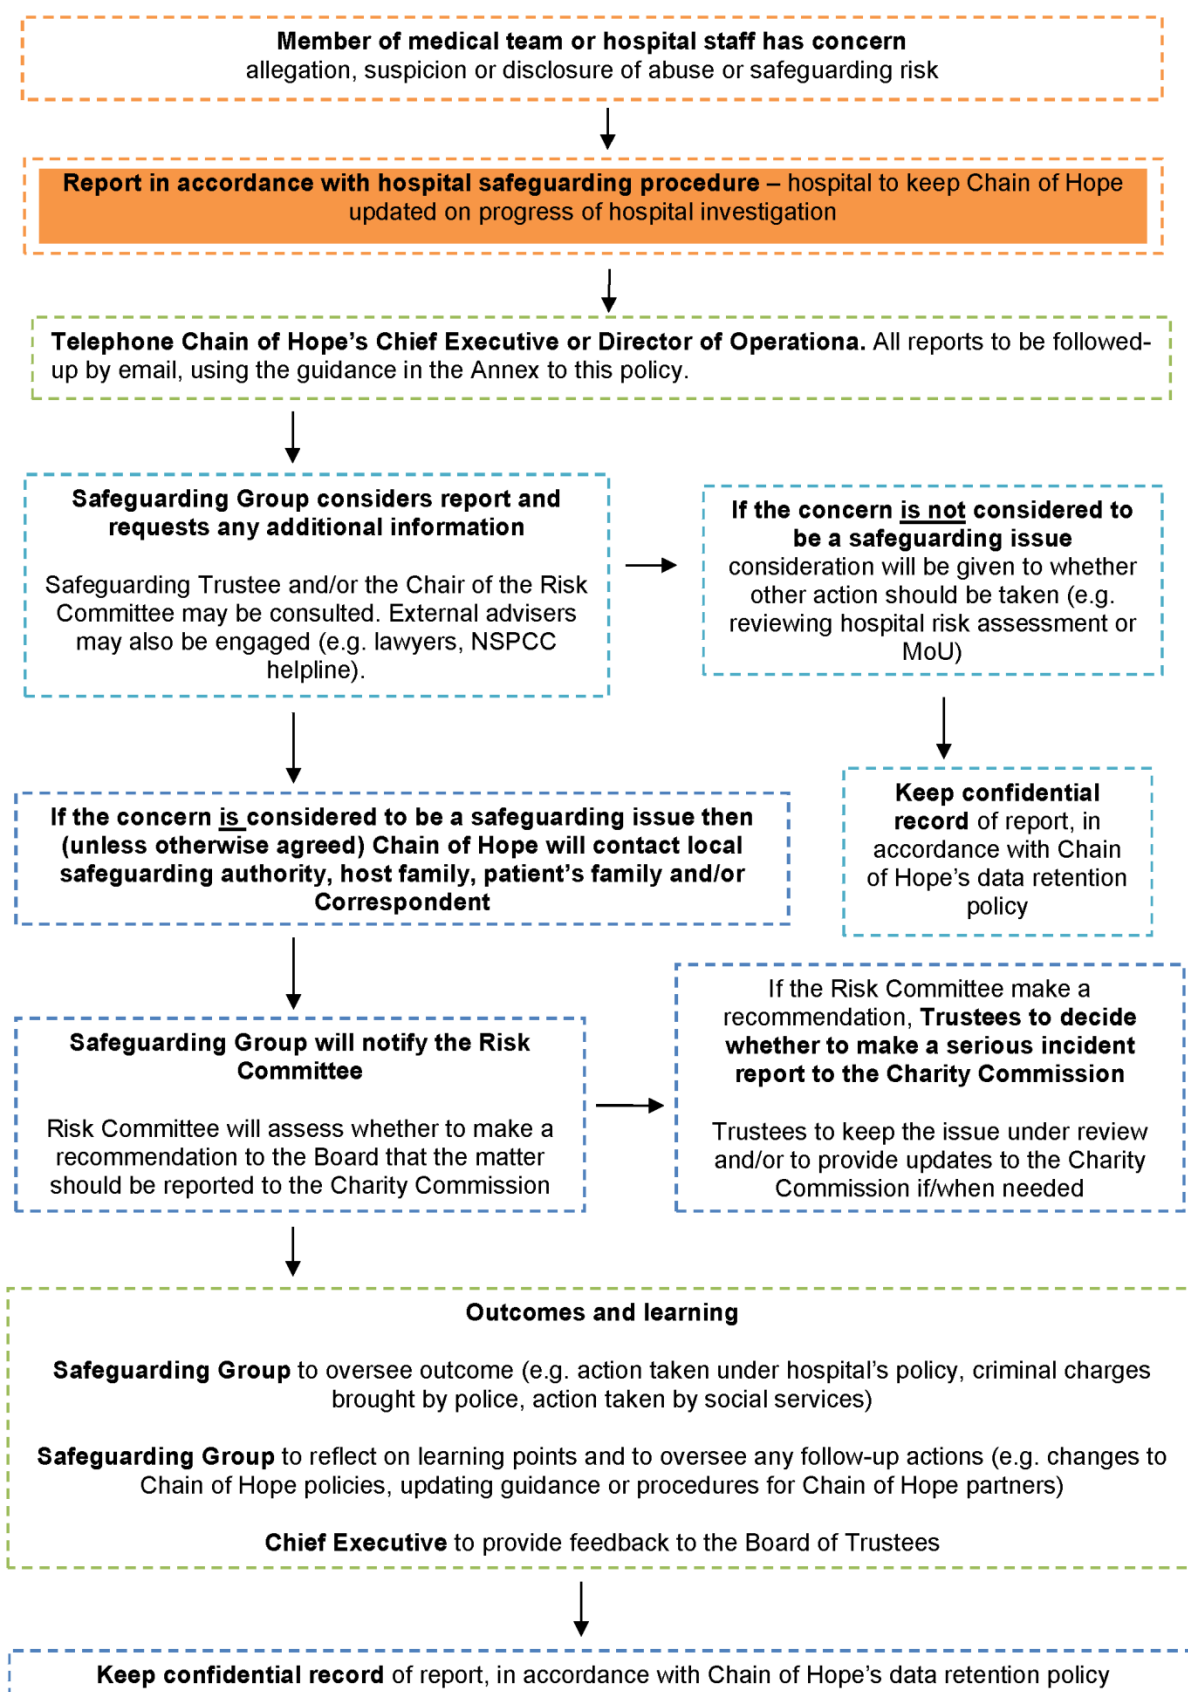 Member of medical team or hospital staff has concern
allegation, suspicion or disclosure of abuse or safeguarding risk
Report in accordance with hospital safeguarding procedure – hospital to keep Chain of Hope
updated on progress of hospital investigation
Telephone Chain of Hope's Chief Executive or Director of Operationa. All reports to be followed-
up by email, using the guidance in the Annex to this policy.
Safeguarding Group considers report and
requests any additional information
Safeguarding Trustee and/or the Chair of the Risk
Committee may be consulted. External advisers
may also be engaged (e.g. lawyers, NSPCC
helpline).
If the concern is not considered to
be a safeguarding issue
consideration will be given to whether
other action should be taken (e.g.
reviewing hospital risk assessment or
MoU)
Keep confidential
record of report, in
accordance with Chain
of Hope's data retention
policy
If the concern is considered to be a safeguarding issue then
(unless otherwise agreed) Chain of Hope will contact local
safeguarding authority, host family, patient's family and/or
Correspondent
Safeguarding Group will notify the Risk
Committee
Risk Committee will assess whether to make a
recommendation to the Board that the matter
should be reported to the Charity Commission
If the Risk Committee make a
recommendation, Trustees to decide
whether to make a serious incident
report to the Charity Commission
Trustees to keep the issue under review
and/or to provide updates to the Charity
Commission if/when needed
Outcomes and learning
Safeguarding Group to oversee outcome (e.g. action taken under hospital's policy, criminal charges
brought by police, action taken by social services)
Safeguarding Group to reflect on learning points and to oversee any follow-up actions (e.g. changes to
Chain of Hope policies, updating guidance or procedures for Chain of Hope partners)
Chief Executive to provide feedback to the Board of Trustees
Keep confidential record of report, in accordance with Chain of Hope's data retention policy